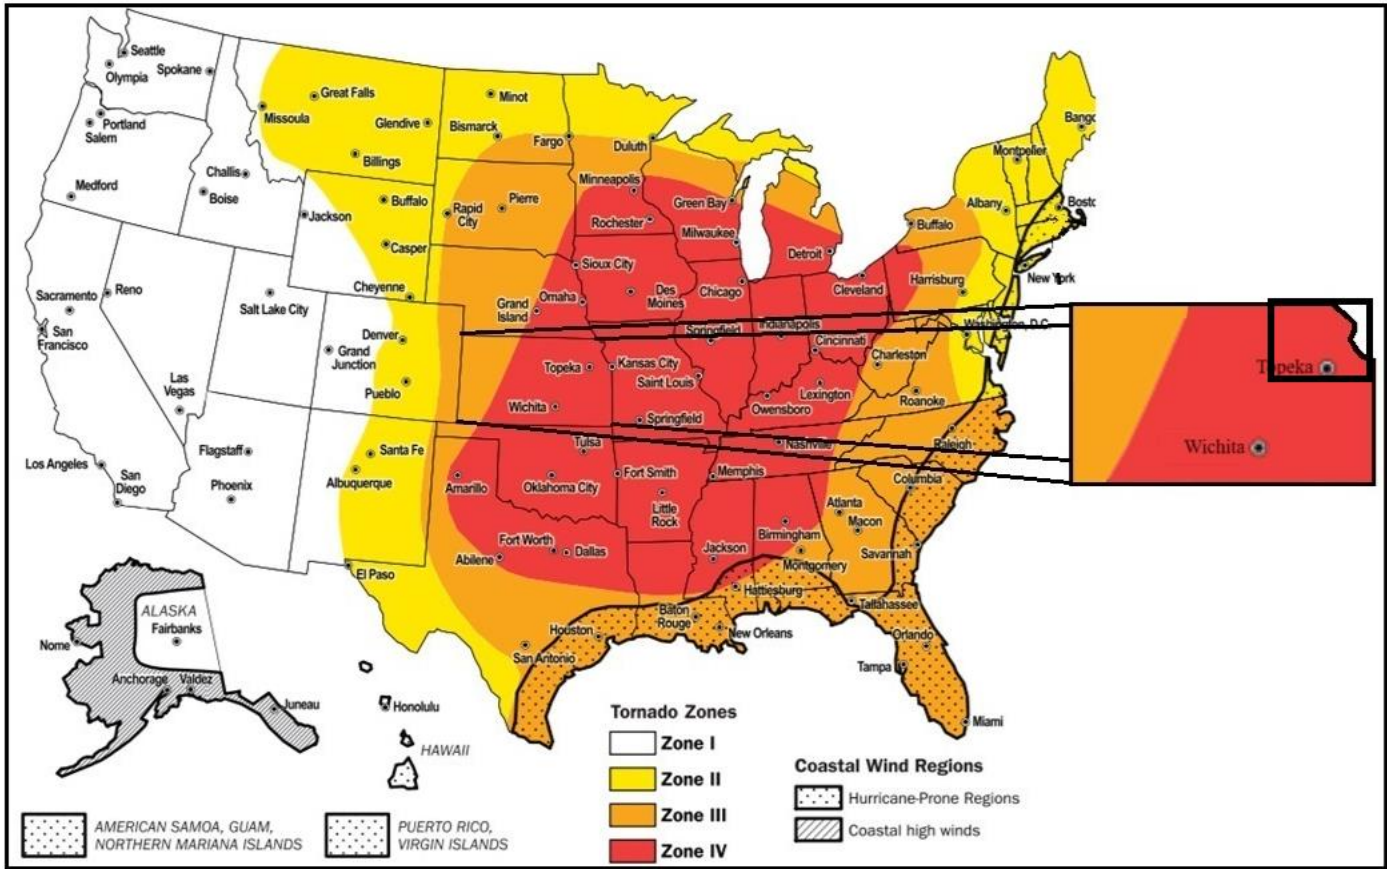 Seattle
Olympia
Spokane
Portland
Salem
Medford
Challis
Boise
Missoula
Great Falls
Glendive
Billings
Minot
Bismarck
Fargo
Duluth
Minneapolis
Jackson
Buffalo
Casper
Cheyenne
Rapid
City
Pierre
Rochester
Green Bay
Milwaukee
Detroit
Buffalo
Albany
Montpelier
Bango
Bosto
New York
Harrisburg
Cleveland
Chicago
Des
Moines
Sioux City
Omaha
Grand
Island
Sacramento
Reno
San
Francisco
Salt Lake City
Denver
Grand
Junction
Pueblo
Topeka
Kansas City
Saint Louis
Springfield
Indianapolis
Cincinnati
Washington, D.C.
Charleston
Lexington
Owensboro
Roanoke
Las
Vegas
Wichita
Springfield
Tulsa
Nashville
Raleigh
Los Angeles
San
Diego
Flagstaff
Phoenix
Santa Fe
Albuquerque
Amarillo
Oklahoma City
Fort Smith
Memphis
Little
Rock
Columbia
Atlanta
Macon
Birmingham
Savannah
Fort Worth
Dallas
Abilene
Jackson
Montgomery
El Paso
Hattiesburg
Tallahassee
Baton
Rouge
New Orleans
Houston
San Antonio
Orlando
Tampa
Miami
Topeka
Wichita
ALASKA
Fairbanks
Nome
Anchorage
Valdez
Juneau
Honolulu
HAWAII
Tornado Zones
Zone I
Zone II
Zone III
Zone IV
Coastal Wind Regions
Hurricane-Prone Regions
Coastal high winds
AMERICAN SAMOA, GUAM,
NORTHERN MARIANA ISLANDS
PUERTO RICO,
VIRGIN ISLANDS